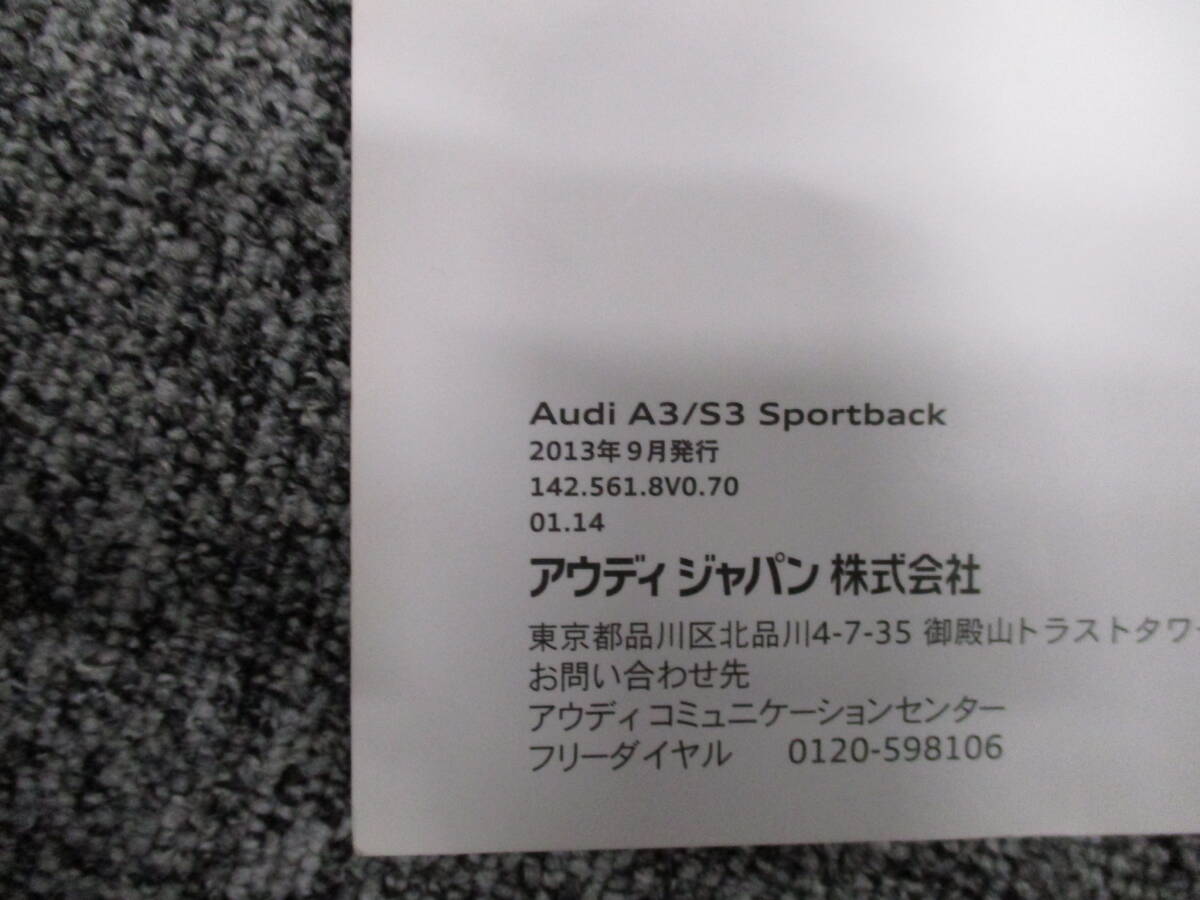 Audi A3/S3 Sportback
2013年9月発行
142.561.8V0.70
01.14
アウディ ジャパン 株式会社
東京都品川区北品川4-7-35 御殿山トラストタワー
お問い合わせ先
アウディコミュニケーションセンター
フリーダイヤル 0120-598106